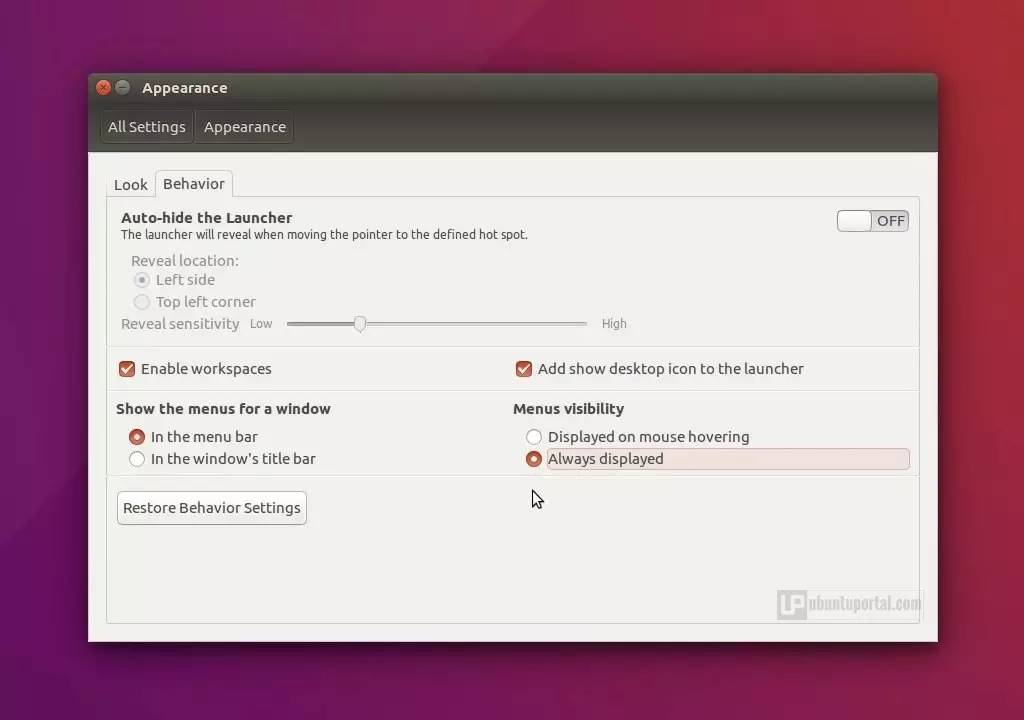 Appearance
All Settings Appearance
Look Behavior
Auto-hide the Launcher OFF
The launcher will reveal when moving the pointer to the defined hot spot.
Reveal location:
Left side
Top left corner
Reveal sensitivity Low High
Enable workspaces Add show desktop icon to the launcher
Show the menus for a window Menus visibility
In the menu bar Displayed on mouse hovering
In the window's title bar Always displayed
Restore Behavior Settings
UP ubuntuportal.com